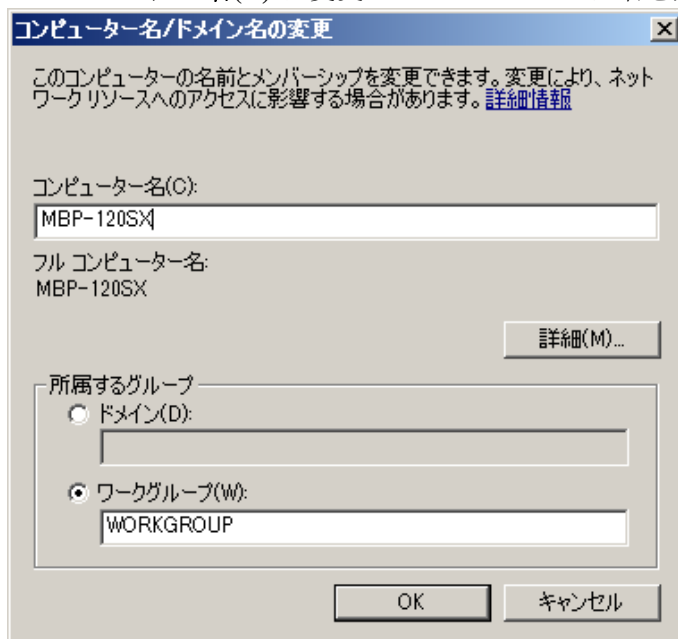 コンピューター名/ドメイン名の変更
このコンピューターの名前とメンバーシップを変更できます。変更により、ネット
ワーク リソースへのアクセスに影響する場合があります。詳細情報
コンピューター名(C):
MBP-120SX
フル コンピューター名:
MBP-120SX
詳細(M)...
所属するグループ
ドメイン(D):
ワークグループ(W):
WORKGROUP
OK
キャンセル